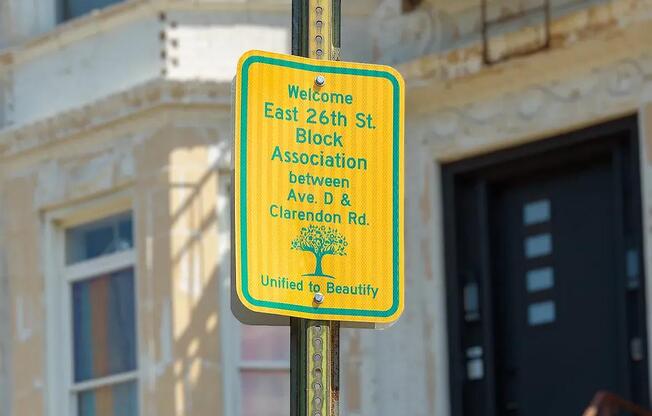 Welcome
East 26th St.
Block
Association
between
Ave. D &
Clarendon Rd.
Unified to Beautify